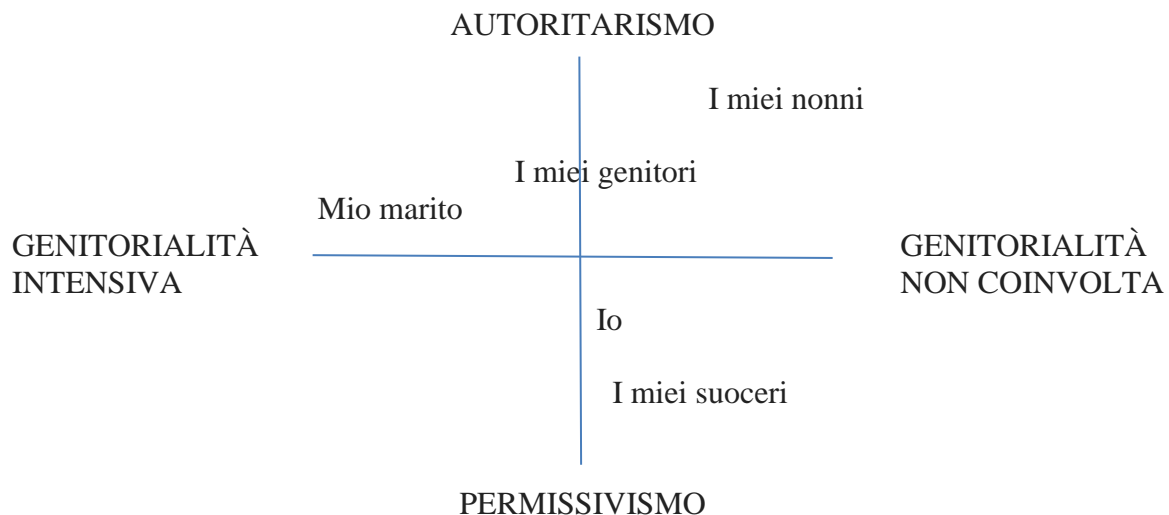 AUTORITARISMO
I miei nonni
I miei genitori
Mio marito
GENITORIALITÀ
INTENSIVA
GENITORIALITÀ
NON COINVOLTA
Io
I miei suoceri
PERMISSIVISMO